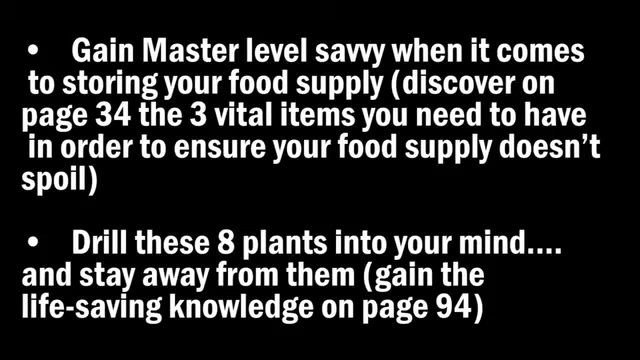 • Gain Master level savvy when it comes
to storing your food supply (discover on
page 34 the 3 vital items you need to have
in order to ensure your food supply doesn’t
spoil)
• Drill these 8 plants into your mind....
and stay away from them (gain the
life-saving knowledge on page 94)